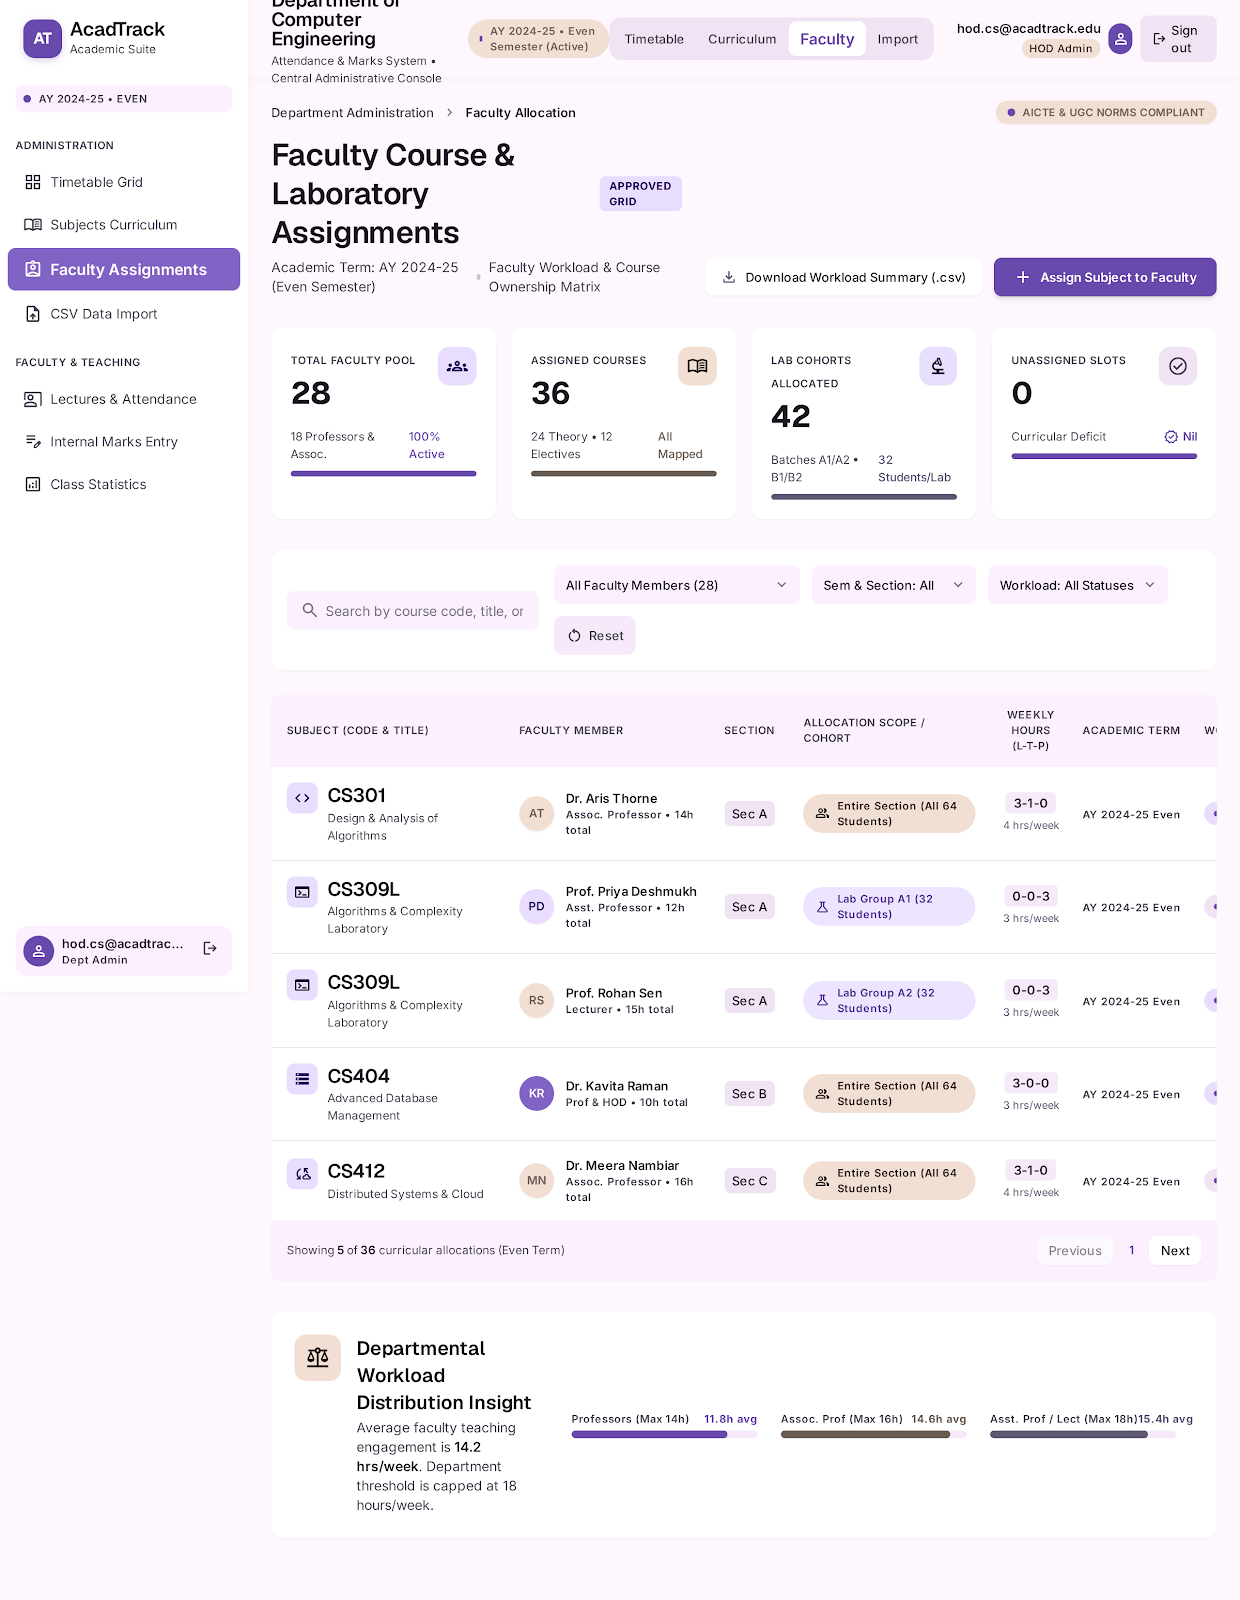 AT
AcadTrack
Academic Suite
AY 2024-25 • EVEN
ADMINISTRATION
Timetable Grid
Subjects Curriculum
Faculty Assignments
CSV Data Import
FACULTY & TEACHING
Lectures & Attendance
Internal Marks Entry
Class Statistics
hod.cs@acadtrac...
Dept Admin
Department of
Computer
Engineering
Attendance & Marks System •
Central Administrative Console
AY 2024-25 • Even
Semester (Active)
Timetable
Curriculum
Faculty
Import
hod.cs@acadtrack.edu
HOD Admin
Sign
out
Department Administration
Faculty Allocation
AICTE & UGC NORMS COMPLIANT
Faculty Course &
Laboratory
Assignments
APPROVED
GRID
Academic Term: AY 2024-25
(Even Semester)
Faculty Workload & Course
Ownership Matrix
Download Workload Summary (.csv)
Assign Subject to Faculty
TOTAL FACULTY POOL
28
18 Professors &
Assoc.
100%
Active
ASSIGNED COURSES
36
24 Theory • 12
Electives
All
Mapped
LAB COHORTS
ALLOCATED
42
Batches A1/A2 •
B1/B2
32
Students/Lab
UNASSIGNED SLOTS
0
Curricular Deficit
Nil
Search by course code, title, or
All Faculty Members (28)
Sem & Section: All
Workload: All Statuses
Reset
SUBJECT (CODE & TITLE)
FACULTY MEMBER
SECTION
ALLOCATION SCOPE /
COHORT
WEEKLY
HOURS
(L-T-P)
ACADEMIC TERM
CS301
Design & Analysis of
Algorithms
AT
Dr. Aris Thorne
Assoc. Professor • 14h
total
Sec A
Entire Section (All 64
Students)
3-1-0
4 hrs/week
AY 2024-25 Even
CS309L
Algorithms & Complexity
Laboratory
PD
Prof. Priya Deshmukh
Asst. Professor • 12h
total
Sec A
Lab Group A1 (32
Students)
0-0-3
3 hrs/week
AY 2024-25 Even
CS309L
Algorithms & Complexity
Laboratory
RS
Prof. Rohan Sen
Lecturer • 15h total
Sec A
Lab Group A2 (32
Students)
0-0-3
3 hrs/week
AY 2024-25 Even
CS404
Advanced Database
Management
KR
Dr. Kavita Raman
Prof & HOD • 10h total
Sec B
Entire Section (All 64
Students)
3-0-0
3 hrs/week
AY 2024-25 Even
CS412
Distributed Systems & Cloud
MN
Dr. Meera Nambiar
Assoc. Professor • 16h
total
Sec C
Entire Section (All 64
Students)
3-1-0
4 hrs/week
AY 2024-25 Even
Showing 5 of 36 curricular allocations (Even Term)
Previous
1
Next
Departmental
Workload
Distribution Insight
Average faculty teaching
engagement is 14.2
hrs/week. Department
threshold is capped at 18
hours/week.
Professors (Max 14h)
11.8h avg
Assoc. Prof (Max 16h)
14.6h avg
Asst. Prof / Lect (Max 18h)
15.4h avg